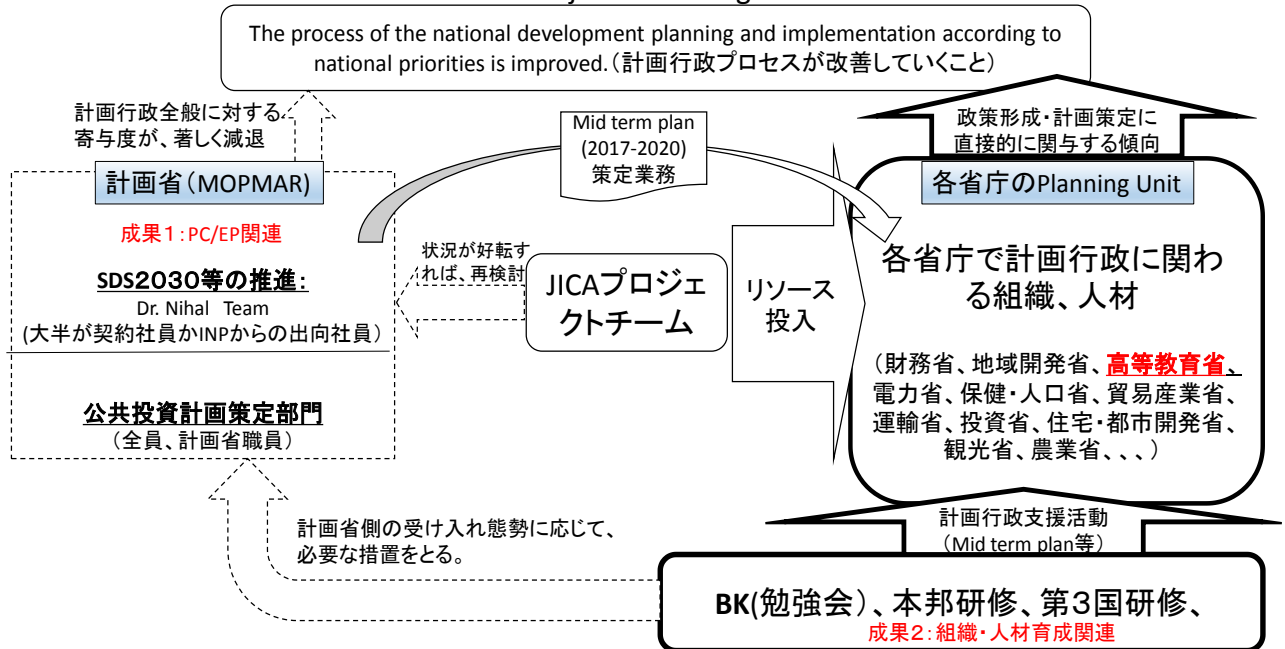 The process of the national development planning and implementation according to
national priorities is improved.(計画行政プロセスが改善していくこと)
計画行政全般に対する
寄与度が、著しく減退
Mid term plan
(2017-2020)
策定業務
政策形成・計画策定に
直接的に関与する傾向
計画省(MOPMAR)
各省庁のPlanning Unit
成果1:PC/EP関連
SDS2030等の推進:
Dr. Nihal Team
(大半が契約社員かINPからの出向社員)
公共投資計画策定部門
(全員、計画省職員)
状況が好転す
れば、再検討
JICAプロジェ
クトチーム
リソース
投入
各省庁で計画行政に関わ
る組織、人材
(財務省、地域開発省、高等教育省、
電力省、保健・人口省、貿易産業省、
運輸省、投資省、住宅・都市開発省、
観光省、農業省、、、)
計画省側の受け入れ態勢に応じて、
必要な措置をとる。
計画行政支援活動
(Mid term plan等)
BK(勉強会)、本邦研修、第3国研修、
成果2:組織・人材育成関連